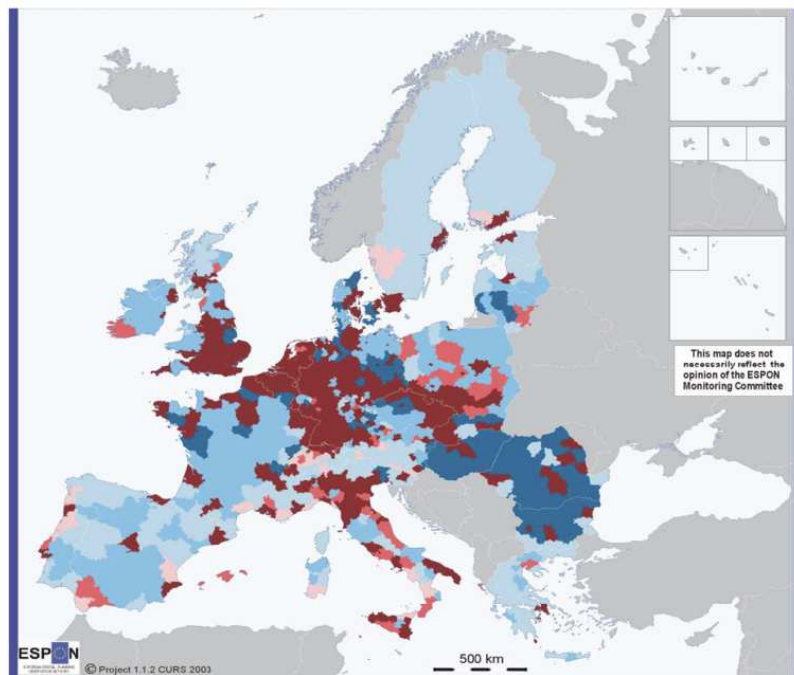 This map does not
necessarily reflect the
opinion of the ESPON
Monitoring Committee
ESPON
© Project 1.1.2 CURS 2003
500 km